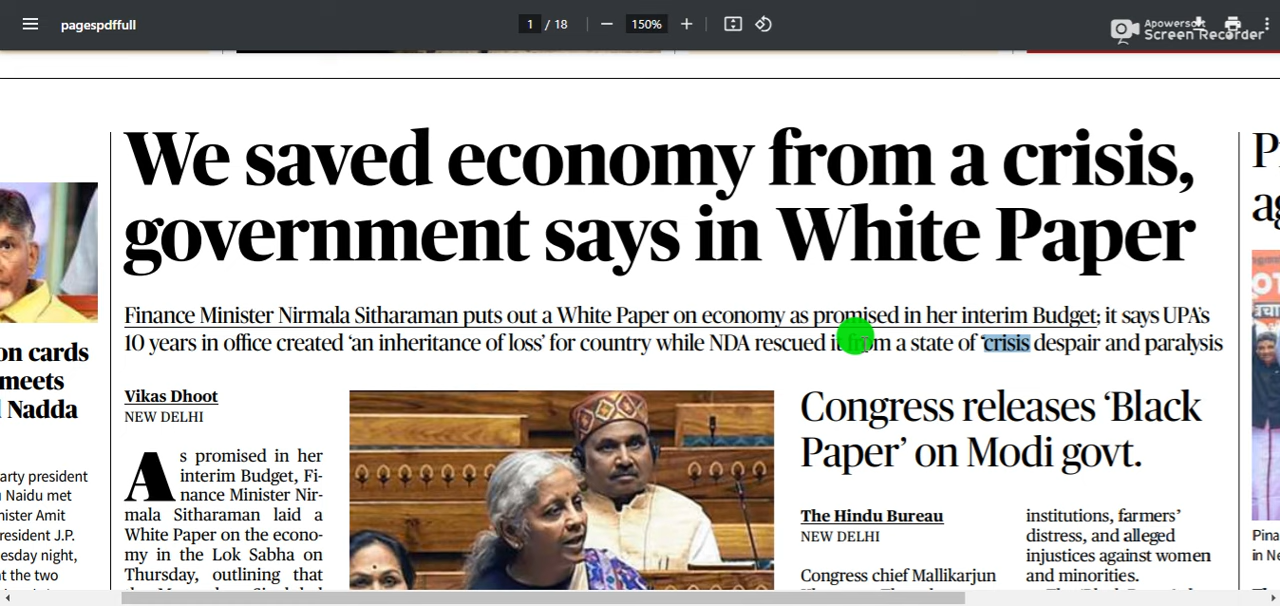 pagespdffull
1 / 18
150%
Apowersoft
Screen Recorder
We saved economy from a crisis,
government says in White Paper
Finance Minister Nirmala Sitharaman puts out a White Paper on economy as promised in her interim Budget; it says UPA's
10 years in office created 'an inheritance of loss' for country while NDA rescued it from a state of 'crisis despair and paralysis
on cards
meets
Nadda
arty president
Naidu met
nister Amit
resident J.P.
esday night,
at the two
Vikas Dhoot
NEW DELHI
As promised in her
interim Budget, Fi-
nance Minister Nir-
mala Sitharaman laid a
White Paper on the econo-
my in the Lok Sabha on
Thursday, outlining that
Congress releases 'Black
Paper' on Modi govt.
The Hindu Bureau
NEW DELHI
Congress chief Mallikarjun
institutions, farmers'
distress, and alleged
injustices against women
and minorities.
Pina
in Ne